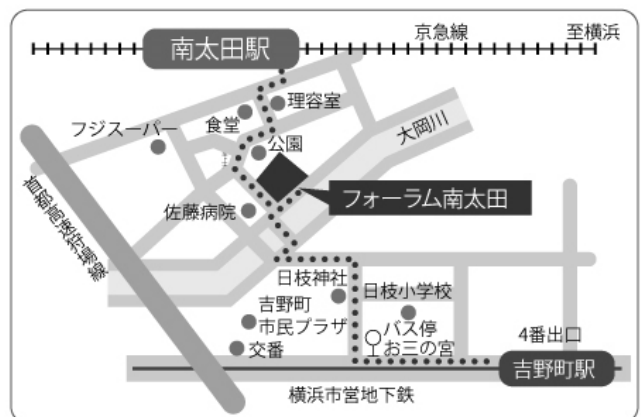 京急線
至横浜
南太田駅
理容室
食堂
フジスーパー
公園
大岡川
佐藤病院
フォーラム南太田
首都高速狩場線
日枝神社
日枝小学校
吉野町
市民プラザ
バス停
お三の宮
4番出口
交番
吉野町駅
横浜市営地下鉄